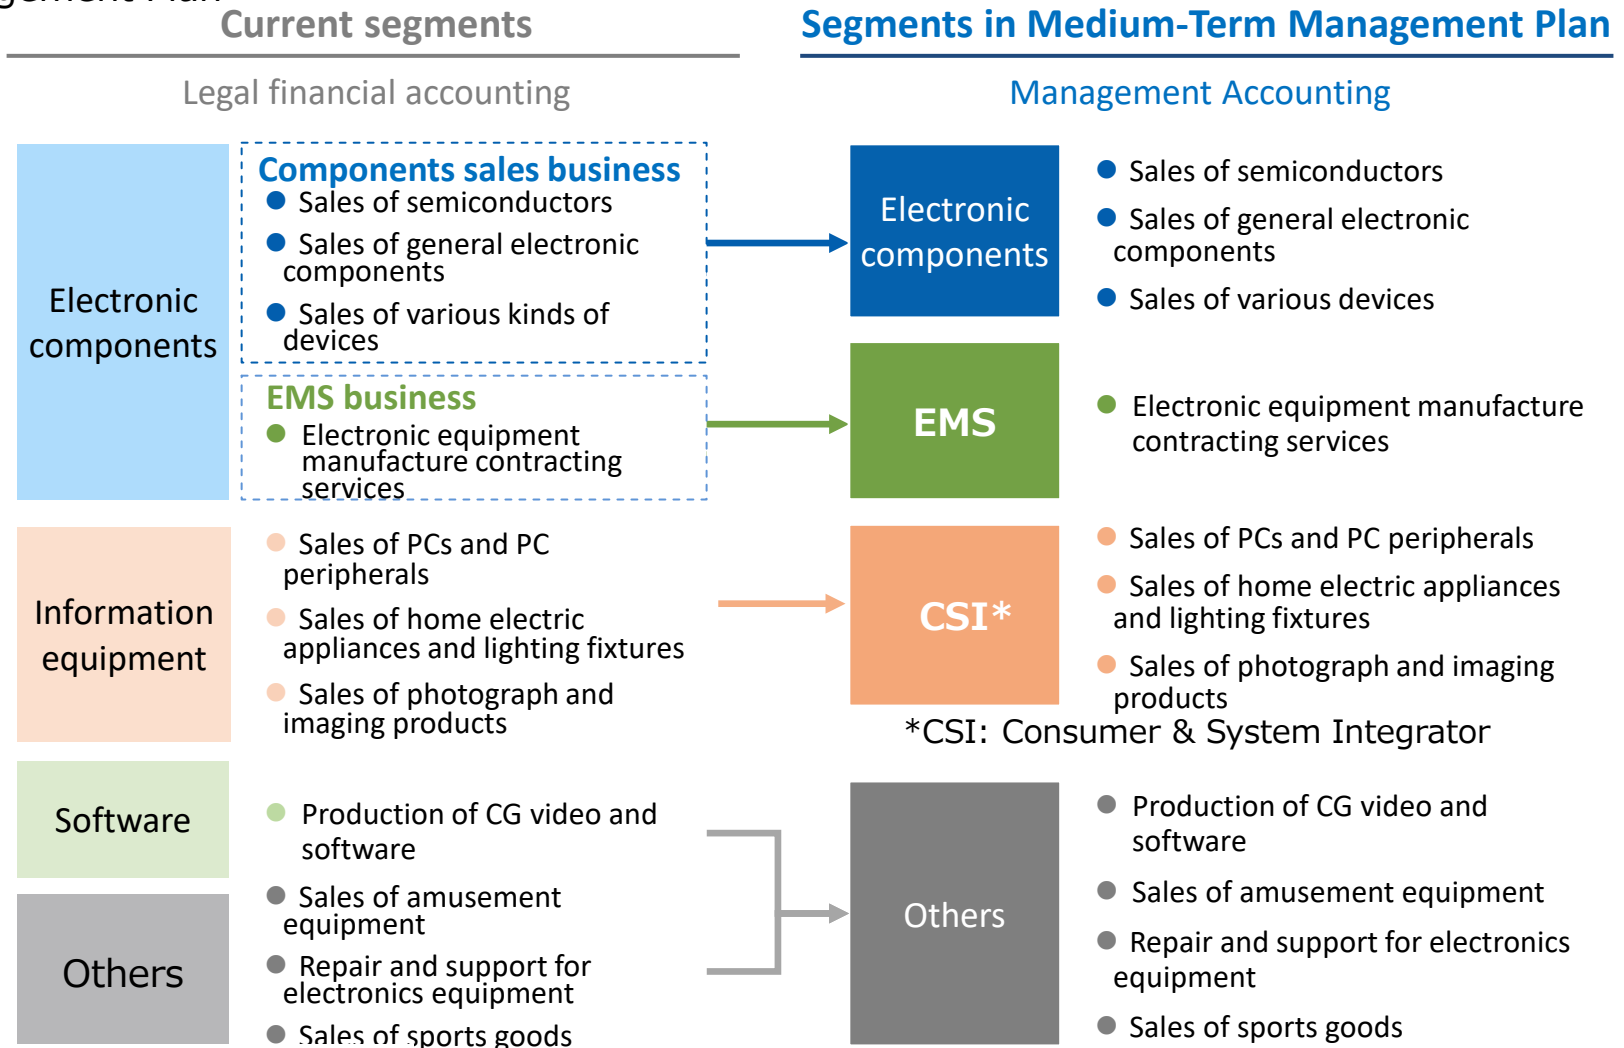 Current segments
Legal financial accounting
Electronic
components
Components sales business
Sales of semiconductors
Sales of general electronic
components
Sales of various kinds of
devices
EMS business
Electronic equipment
manufacture contracting
services
Information
equipment
Sales of PCs and PC
peripherals
Sales of home electric
appliances and lighting fixtures
Sales of photograph and
imaging products
Software
Production of CG video and
software
Others
Sales of amusement
equipment
Repair and support for
electronics equipment
Sales of sports goods
Segments in Medium-Term Management Plan
Management Accounting
Electronic
components
Sales of semiconductors
Sales of general electronic
components
Sales of various devices
EMS
Electronic equipment manufacture
contracting services
CSI*
Sales of PCs and PC peripherals
Sales of home electric appliances
and lighting fixtures
Sales of photograph and imaging
products
*CSI: Consumer & System Integrator
Others
Production of CG video and
software
Sales of amusement equipment
Repair and support for electronics
equipment
Sales of sports goods